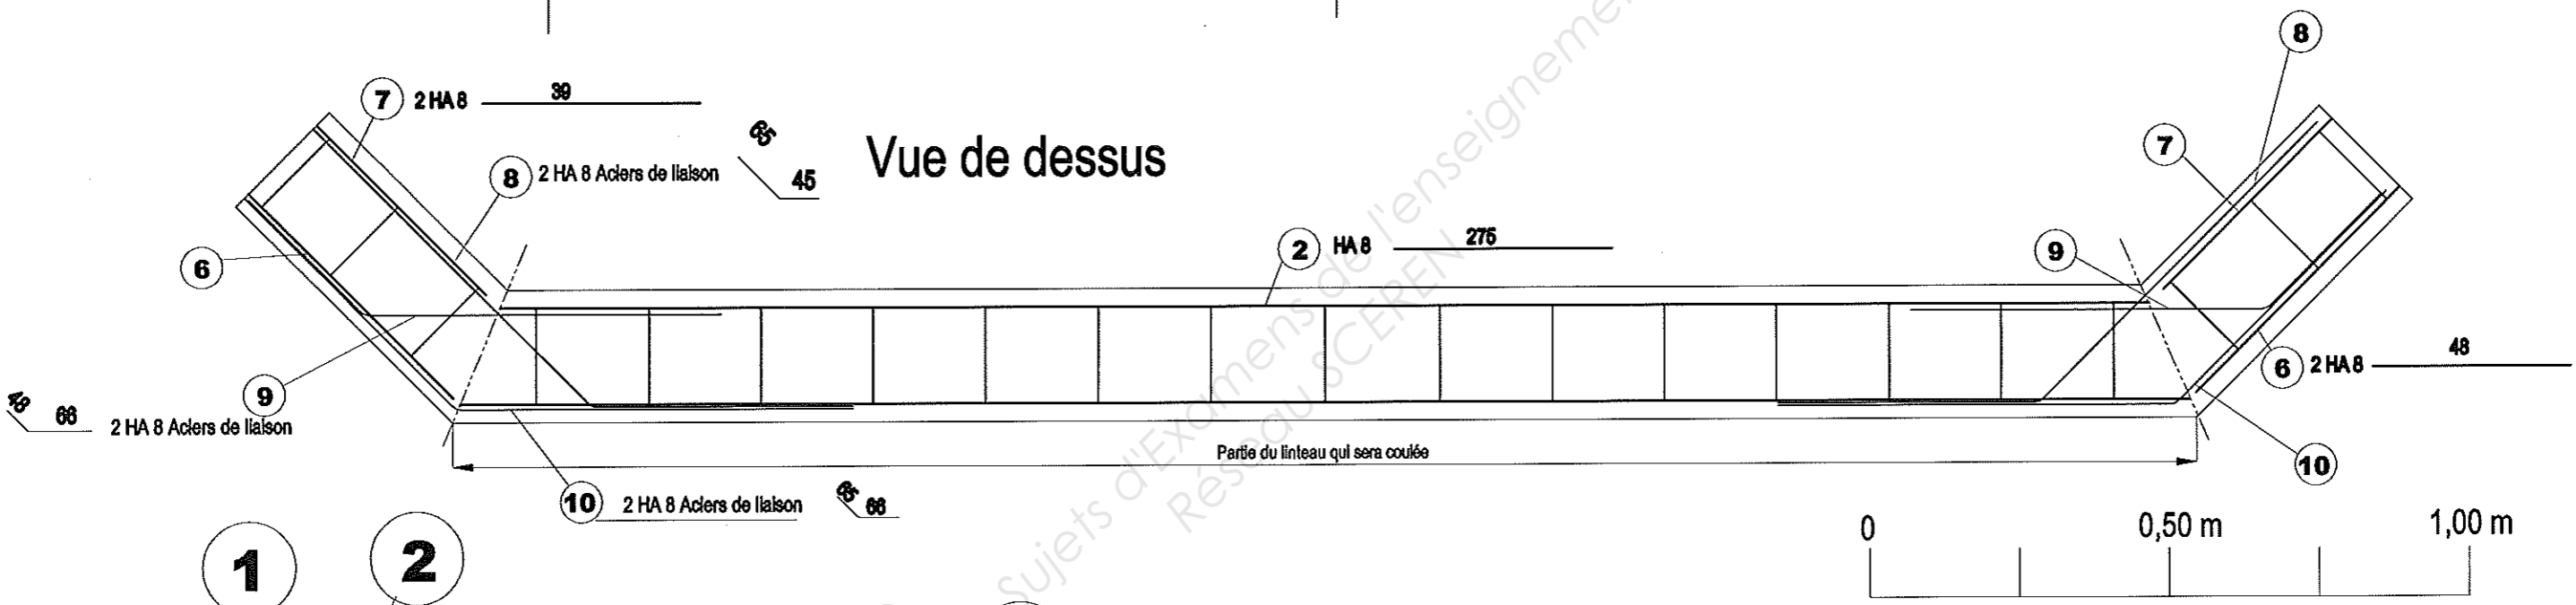 8
7 2 HA 8 39
65
45
8 2 HA 8 Aciers de liaison
Vue de dessus
7
2 HA 8 275
9
6
9
48
66
2 HA 8 Aciers de liaison
6 2 HA 8 48
Partie du linteau qui sera coulée
10
10 2 HA 8 Aciers de liaison
65
66
0 0,50 m 1,00 m
1 2
Sujets d'Examens de l'enseignemen
Réseau SCEREN